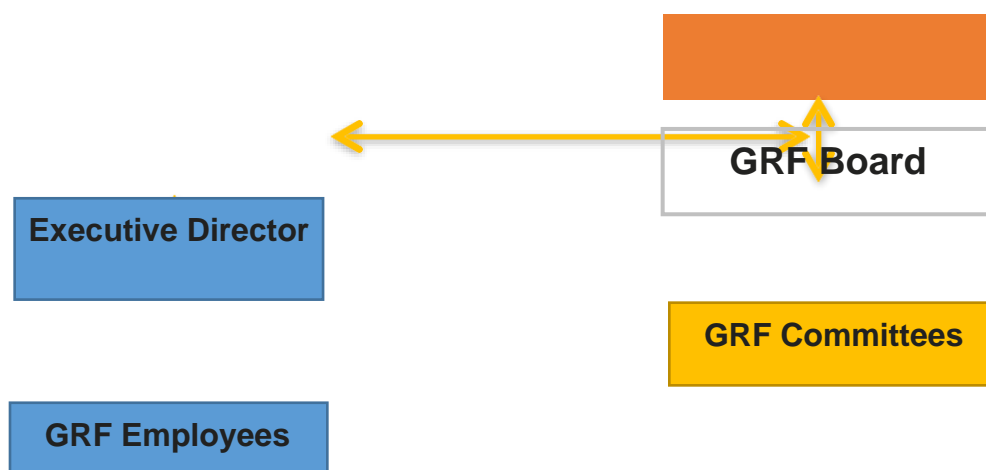 GRF Board
Executive Director
GRF Committees
GRF Employees